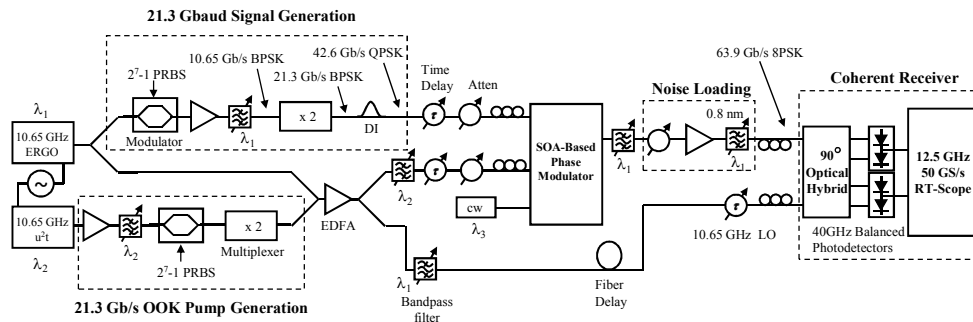 21.3 Gbaud Signal Generation
10.65 Gb/s BPSK
42.6 Gb/s QPSK
21.3 Gb/s BPSK
2⁷-1 PRBS
Modulator
λ₁
x 2
DI
Time
Delay
τ
Atten
λ₁
10.65 GHz
ERGO
~
10.65 GHz
u²t
λ₂
λ₂
2⁷-1 PRBS
x 2
Multiplexer
21.3 Gb/s OOK Pump Generation
EDFA
λ₂
τ
cw
λ₃
SOA-Based
Phase
Modulator
λ₁
Bandpass
filter
Fiber
Delay
λ₁
Noise Loading
0.8 nm
λ₁
63.9 Gb/s 8PSK
τ
10.65 GHz LO
Coherent Receiver
90°
Optical
Hybrid
40GHz Balanced
Photodetectors
12.5 GHz
50 GS/s
RT-Scope